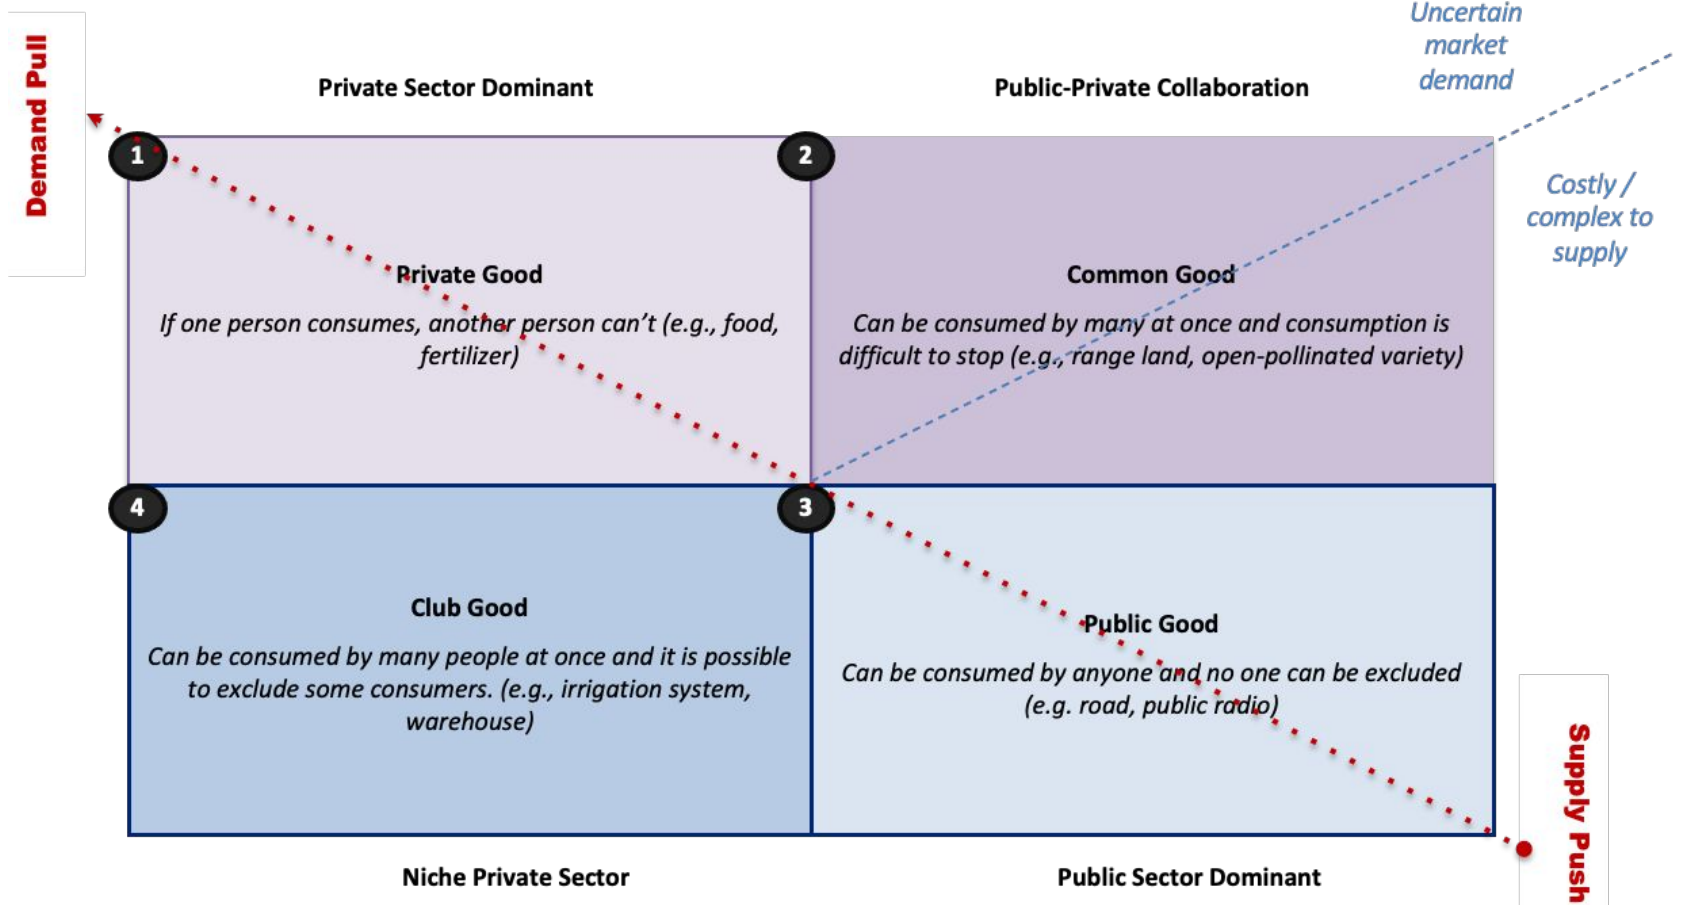 Uncertain
market
demand
Demand Pull
Private Sector Dominant
Public-Private Collaboration
1
2
Costly /
complex to
supply
Private Good
If one person consumes, another person can't (e.g., food,
fertilizer)
Common Good
Can be consumed by many at once and consumption is
difficult to stop (e.g., range land, open-pollinated variety)
4
3
Club Good
Can be consumed by many people at once and it is possible
to exclude some consumers. (e.g., irrigation system,
warehouse)
Public Good
Can be consumed by anyone and no one can be excluded
(e.g. road, public radio)
Supply Push
Niche Private Sector
Public Sector Dominant